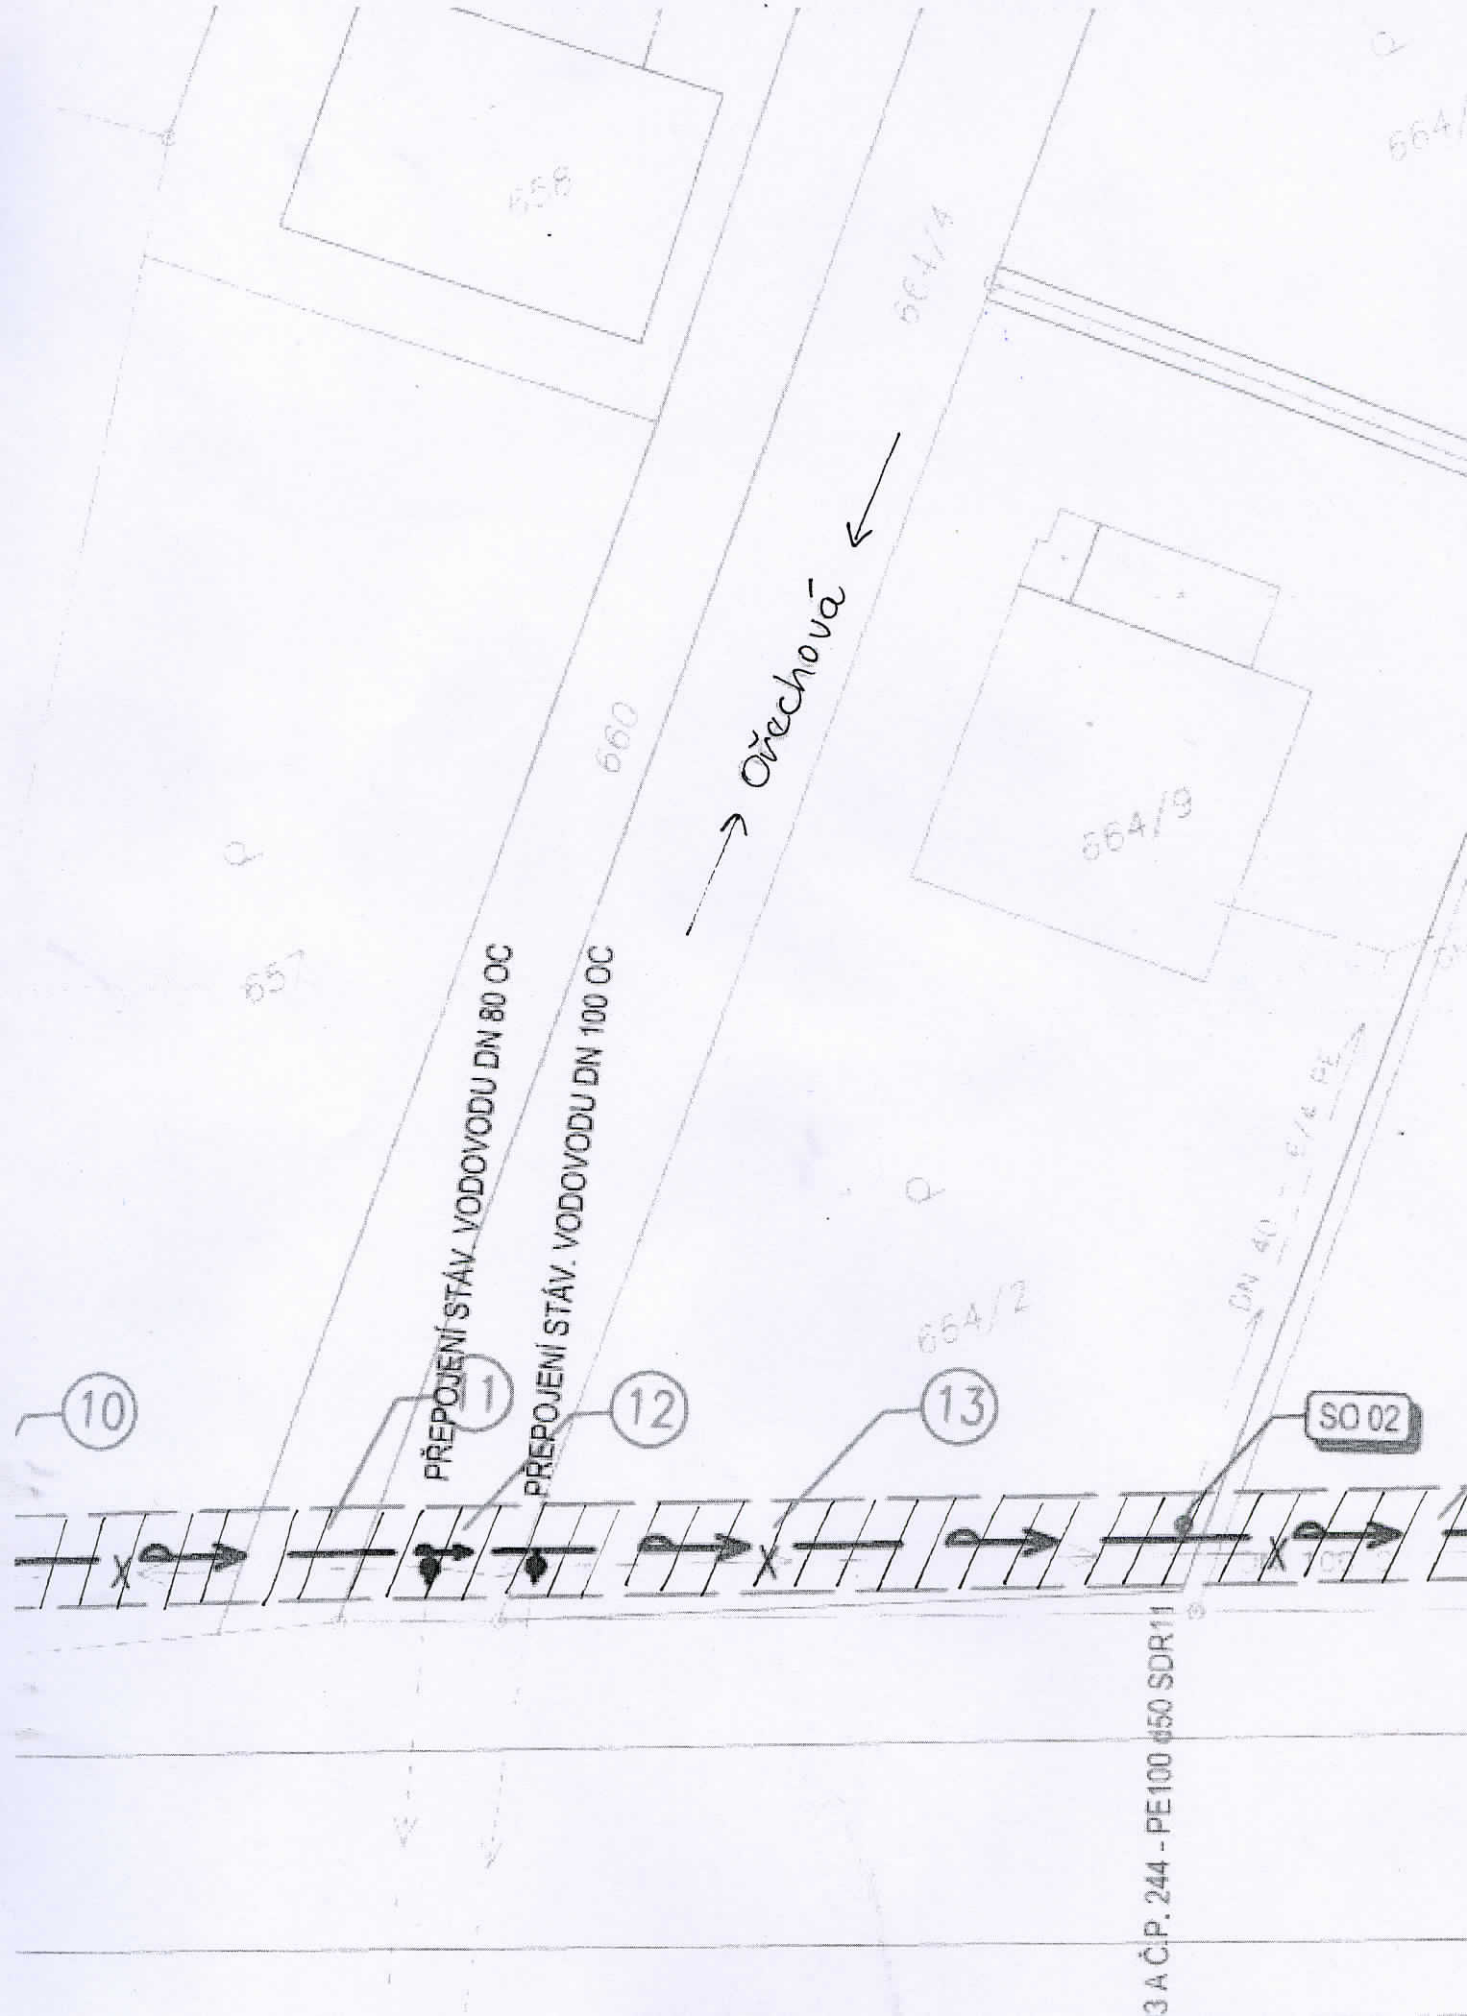 658
664/
664/4
Ořechová
660
664/9
657
PŘEPOJENÍ STÁV. VODOVODU DN 80 OC
PŘEPOJENÍ STÁV. VODOVODU DN 100 OC
DN 40
664/2
10
11
12
13
SO 02
3 A Č.P. 244 - PE100 d50 SDR11